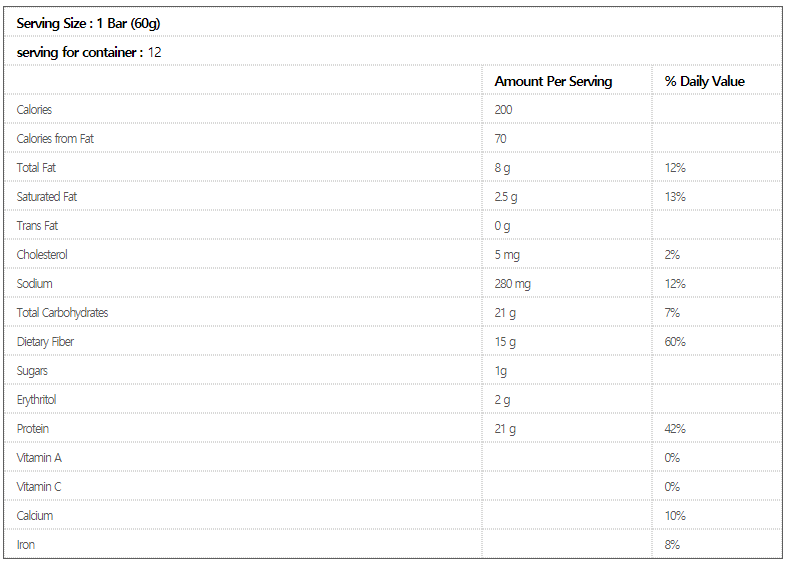 Serving Size : 1 Bar (60g)
serving for container : 12
Amount Per Serving % Daily Value
Calories 200
Calories from Fat 70
Total Fat 8 g 12%
Saturated Fat 2.5 g 13%
Trans Fat 0 g
Cholesterol 5 mg 2%
Sodium 280 mg 12%
Total Carbohydrates 21 g 7%
Dietary Fiber 15 g 60%
Sugars 1g
Erythritol 2 g
Protein 21 g 42%
Vitamin A 0%
Vitamin C 0%
Calcium 10%
Iron 8%